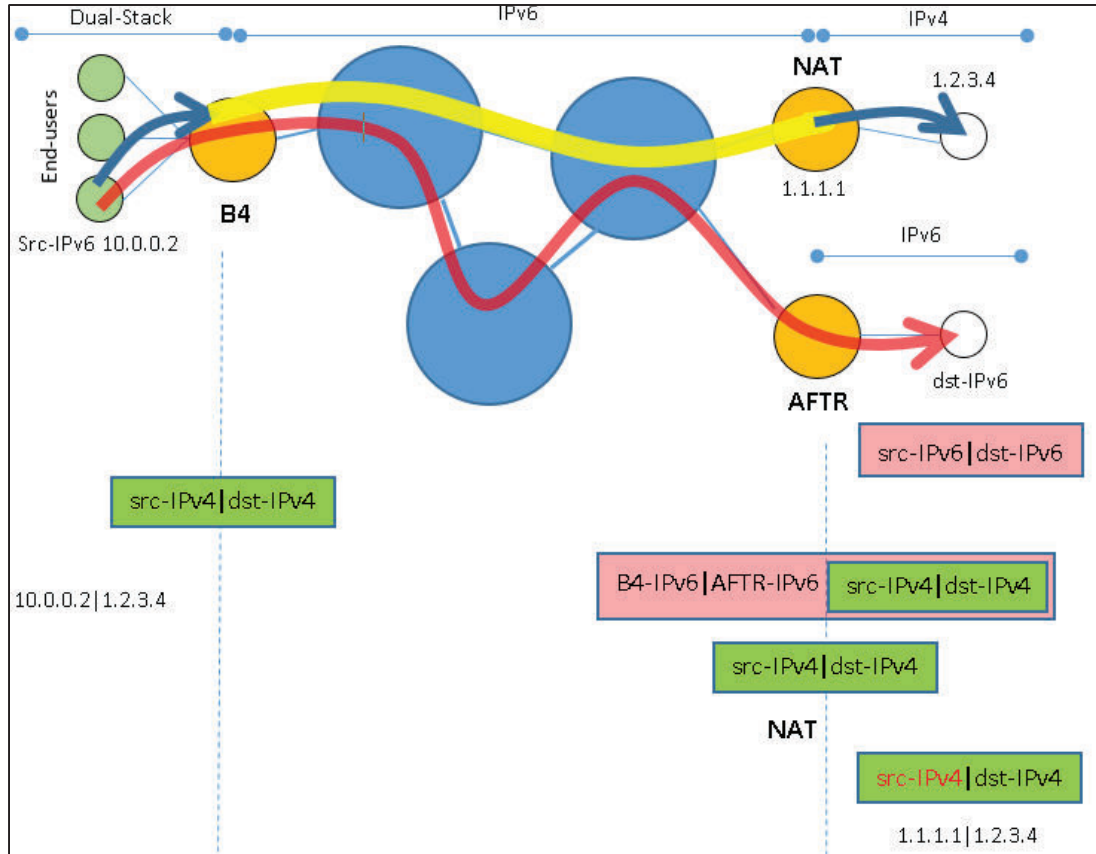 Dual-Stack
IPv6
IPv4
NAT
1.2.3.4
End-users
1.1.1.1
B4
Src-IPv6 10.0.0.2
IPv6
dst-IPv6
AFTR
src-IPv6|dst-IPv6
src-IPv4|dst-IPv4
B4-IPv6|AFTR-IPv6 src-IPv4|dst-IPv4
10.0.0.2|1.2.3.4
src-IPv4|dst-IPv4
NAT
src-IPv4|dst-IPv4
1.1.1.1|1.2.3.4